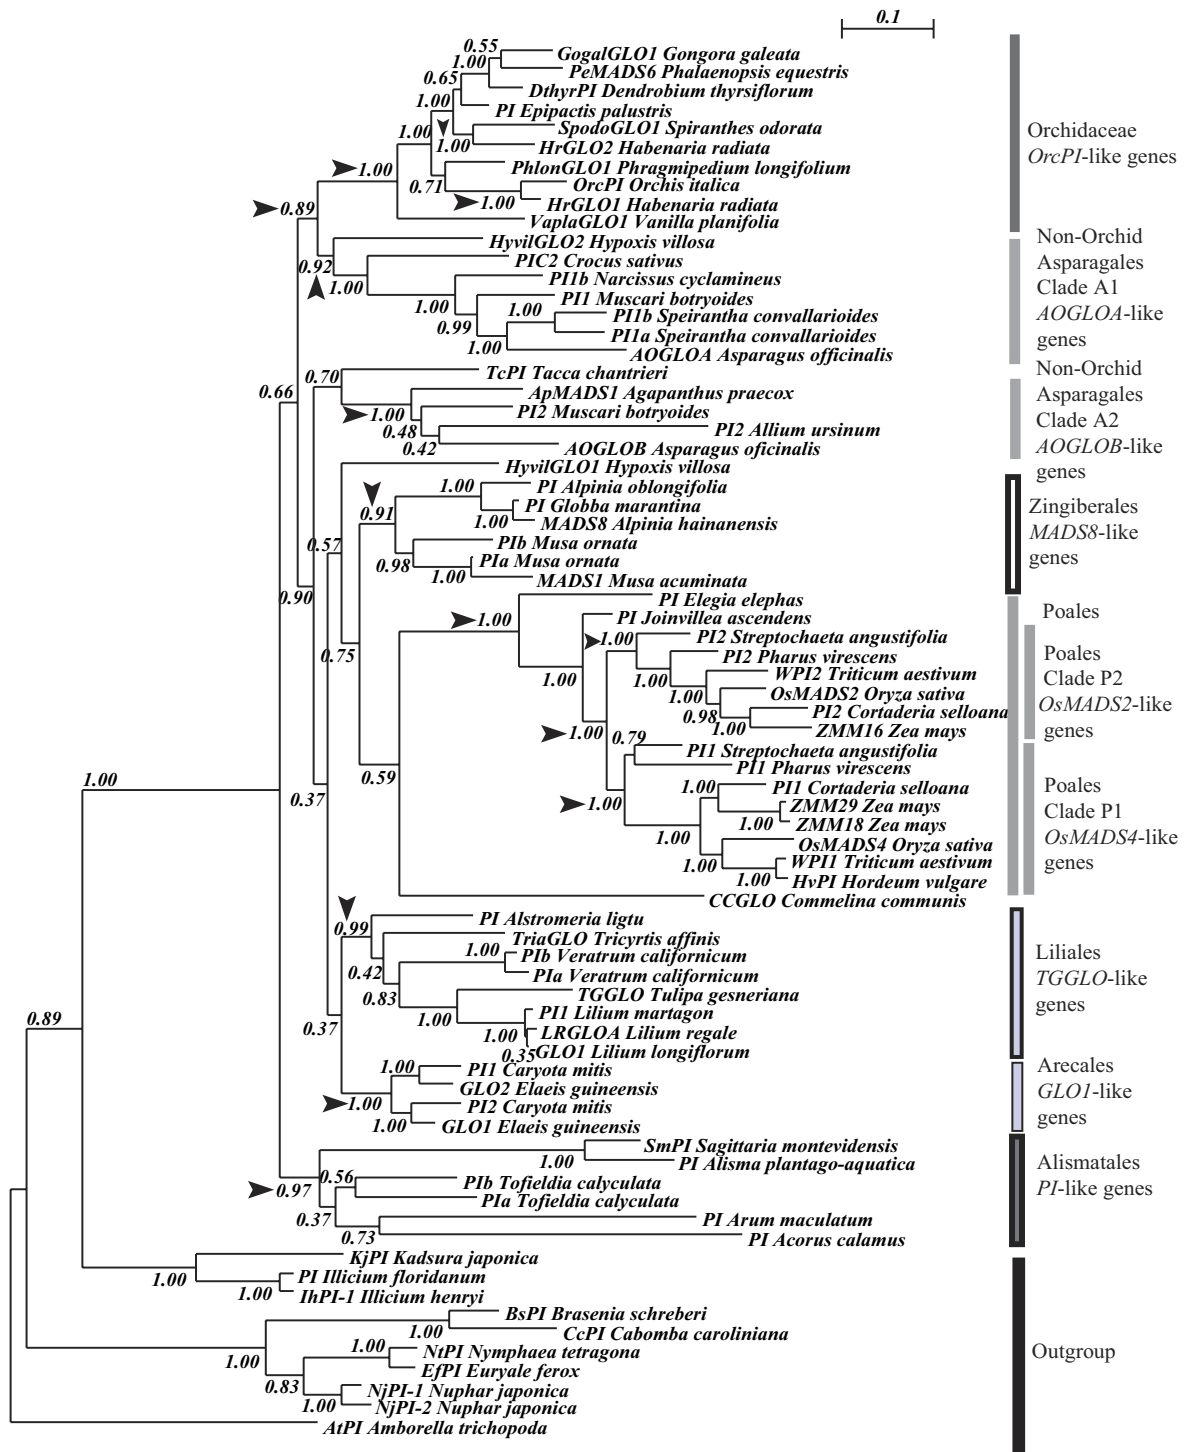 0.1
0.55
GogalGLO1 Gongora galeata
1.00
PeMADS6 Phalaenopsis equestris
0.65
DthyrPI Dendrobium thyrsiflorum
1.00
PI Epipactis palustris
1.00
SpodoGLO1 Spiranthes odorata
1.00
HrGLO2 Habenaria radiata
1.00
PhlonGLO1 Phragmipedium longifolium
0.71
OrcPI Orchis italica
1.00
HrGLO1 Habenaria radiata
0.89
VaplaGLO1 Vanilla planifolia
HyvilGLO2 Hypoxis villosa
0.92
PIC2 Crocus sativus
1.00
PI1b Narcissus cyclamineus
1.00
PI1 Muscari botryoides
1.00
PI1b Speirantha convallarioides
0.99
PI1a Speirantha convallarioides
1.00
AOGLOA Asparagus officinalis
0.66
0.70
TcPI Tacca chantrieri
ApMADS1 Agapanthus praecox
1.00
PI2 Muscari botryoides
0.48
PI2 Allium ursinum
0.42
AOGLOB Asparagus oficinalis
HyvilGLO1 Hypoxis villosa
1.00
PI Alpinia oblongifolia
0.91
PI Globba marantina
1.00
MADS8 Alpinia hainanensis
0.57
PIb Musa ornata
0.98
PIa Musa ornata
1.00
MADS1 Musa acuminata
0.90
PI Elegia elephas
1.00
PI Joinvillea ascendens
1.00
PI2 Streptochaeta angustifolia
0.75
PI2 Pharus virescens
1.00
1.00
WPI2 Triticum aestivum
1.00
OsMADS2 Oryza sativa
0.98
PI2 Cortaderia selloana
1.00
ZMM16 Zea mays
1.00
0.79
PI1 Streptochaeta angustifolia
PI1 Pharus virescens
1.00
0.59
1.00
PI1 Cortaderia selloana
0.37
1.00
ZMM29 Zea mays
1.00
ZMM18 Zea mays
1.00
OsMADS4 Oryza sativa
1.00
WPI1 Triticum aestivum
1.00
HvPI Hordeum vulgare
CCGLO Commelina communis
PI Alstromeria ligtu
0.99
TriaGLO Tricyrtis affinis
1.00
PIb Veratrum californicum
0.42
PIa Veratrum californicum
0.83
TGGLO Tulipa gesneriana
1.00
PI1 Lilium martagon
0.89
0.37
1.00
LRGLOA Lilium regale
0.35
GLO1 Lilium longiflorum
1.00
PI1 Caryota mitis
GLO2 Elaeis guineensis
1.00
PI2 Caryota mitis
1.00
GLO1 Elaeis guineensis
SmPI Sagittaria montevidensis
1.00
PI Alisma plantago-aquatica
0.97
0.56
PIb Tofieldia calyculata
PIa Tofieldia calyculata
0.37
PI Arum maculatum
0.73
PI Acorus calamus
KjPI Kadsura japonica
1.00
PI Illicium floridanum
1.00
IhPI-1 Illicium henryi
BsPI Brasenia schreberi
1.00
CcPI Cabomba caroliniana
1.00
NtPI Nymphaea tetragona
1.00
EfPI Euryale ferox
0.83
NjPI-1 Nuphar japonica
1.00
NjPI-2 Nuphar japonica
AtPI Amborella trichopoda
Orchidaceae
OrcPI-like genes
Non-Orchid
Asparagales
Clade A1
AOGLOA-like
genes
Non-Orchid
Asparagales
Clade A2
AOGLOB-like
genes
Zingiberales
MADS8-like
genes
Poales
Poales
Clade P2
OsMADS2-like
genes
Poales
Clade P1
OsMADS4-like
genes
Liliales
TGGLO-like
genes
Arecales
GLO1-like
genes
Alismatales
PI-like genes
Outgroup